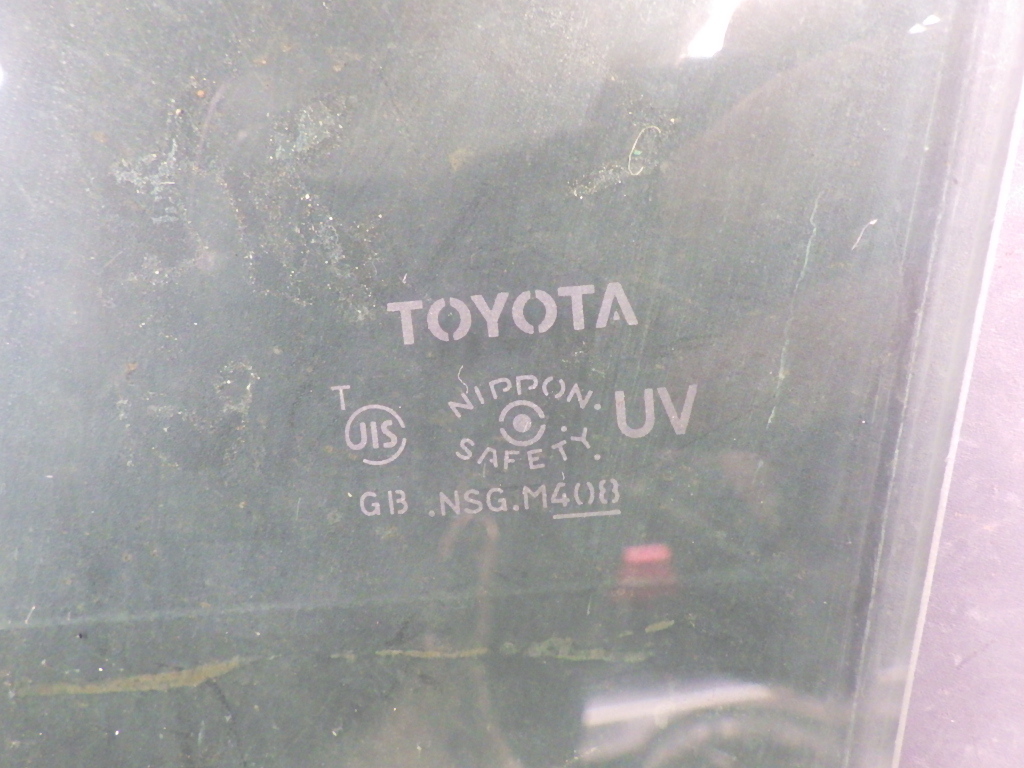 TOYOTA
T
JIS
NIPPON.
SAFETY.
UV
GB .NSG.M408